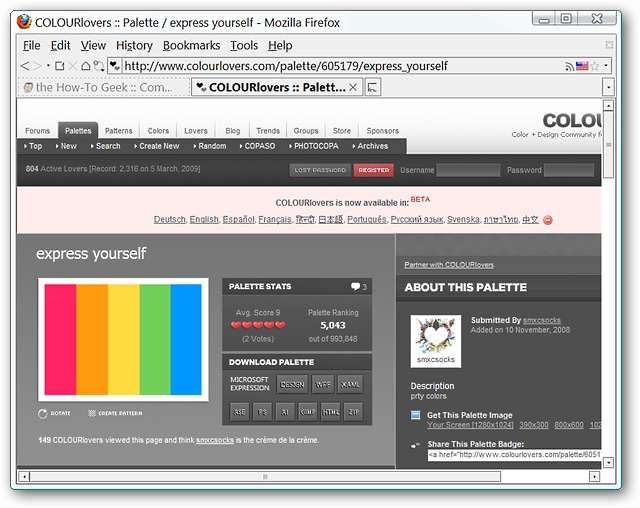 COLOURlovers :: Palette / express yourself - Mozilla Firefox
File Edit View History Bookmarks Tools Help
http://www.colourlovers.com/palette/605179/express_yourself
the How-To Geek :: Com...
COLOURlovers :: Palett...
COLOU
Color + Design Community f
Forums Palettes Patterns Colors Lovers Blog Trends Groups Store Sponsors
Top New Search Create New Random COPASO PHOTOCOPA Archives
804 Active Lovers [Record: 2,316 on 5 March, 2009] LOST PASSWORD REGISTER Username Password
COLOURlovers is now available in: BETA
Deutsch, English, Español, Français, हिन्दी, 日本語, Português, Русский язык, Svenska, ภาษาไทย, 中文
express yourself
PALETTE STATS 3
Avg. Score 9 Palette Ranking
5,043
(2 Votes) out of 993,848
DOWNLOAD PALETTE
MICROSOFT EXPRESSION DESIGN WPF XAML
ASE PS AI GIMP HTML ZIP
ROTATE CREATE PATTERN
149 COLOURlovers viewed this page and think smxcsocks is the crème de la crème.
Partner with COLOURlovers
ABOUT THIS PALETTE
smxcsocks
Submitted By smxcsocks
Added on 10 November, 2008
Description
prty colors
Get This Palette Image
Your Screen [1280x1024] 390x300 800x600 102
Share This Palette Badge:
<a href="http://www.colourlovers.com/palette/6051